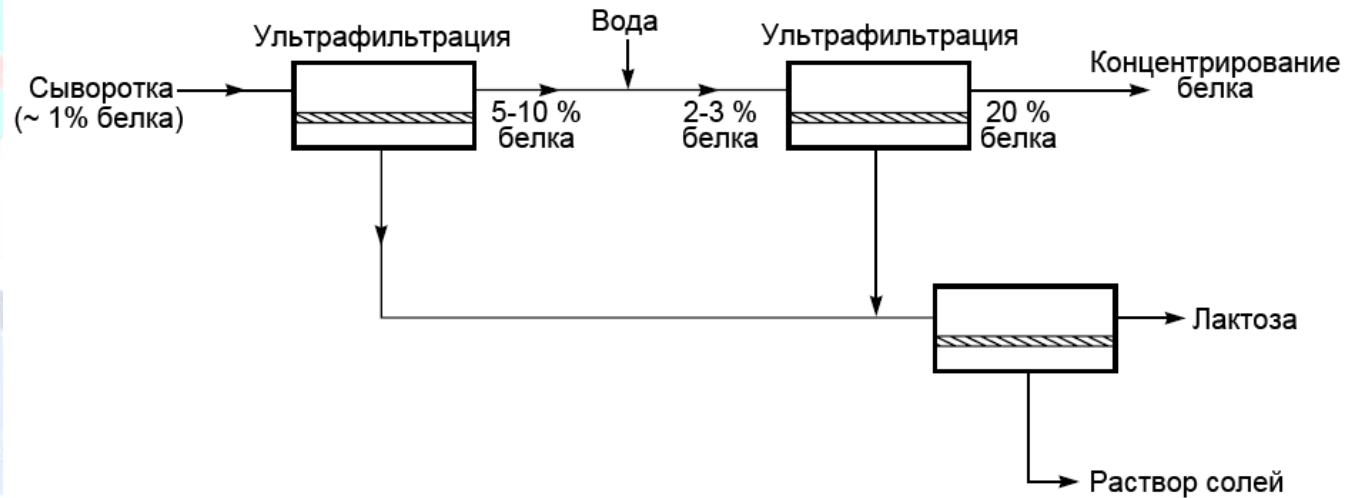 Ультрафильтрация
Вода
Ультрафильтрация
Сыворотка
(~ 1% белка)
5-10 %
белка
2-3 %
белка
20 %
белка
Концентрирование
белка
Лактоза
Раствор солей